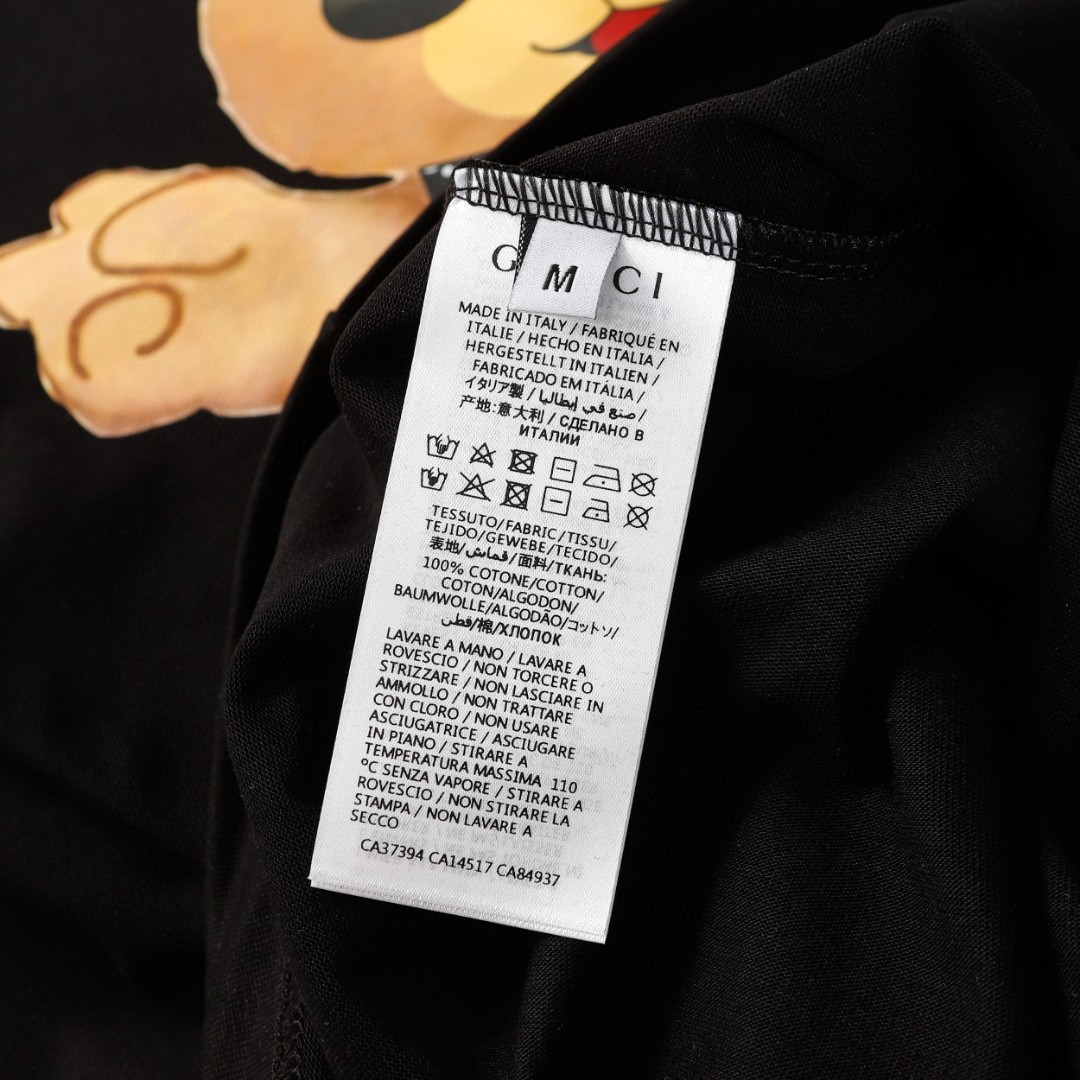 G CI
M
MADE IN ITALY / FABRIQUÉ EN
ITALIE / HECHO EN ITALIA /
HERGESTELLT IN ITALIEN /
FABRICADO EM ITÁLIA /
イタリア製 / صنع في إيطاليا /
产地:意大利 / СДЕЛАНО В
ИТАЛИИ
TESSUTO/FABRIC/TISSU/
TEJIDO/GEWEBE/TECIDO/
表地/قماش/面料/ТКАНЬ:
100% COTONE/COTTON/
COTON/ALGODON/
BAUMWOLLE/ALGODÃO/コットン/
قطن/棉/ХЛОПОК
LAVARE A MANO / LAVARE A
ROVESCIO / NON TORCERE O
STRIZZARE / NON LASCIARE IN
AMMOLLO / NON TRATTARE
CON CLORO / NON USARE
ASCIUGATRICE / ASCIUGARE
IN PIANO / STIRARE A
TEMPERATURA MASSIMA 110
°C SENZA VAPORE / STIRARE A
ROVESCIO / NON STIRARE LA
STAMPA / NON LAVARE A
SECCO
CA37394 CA14517 CA84937